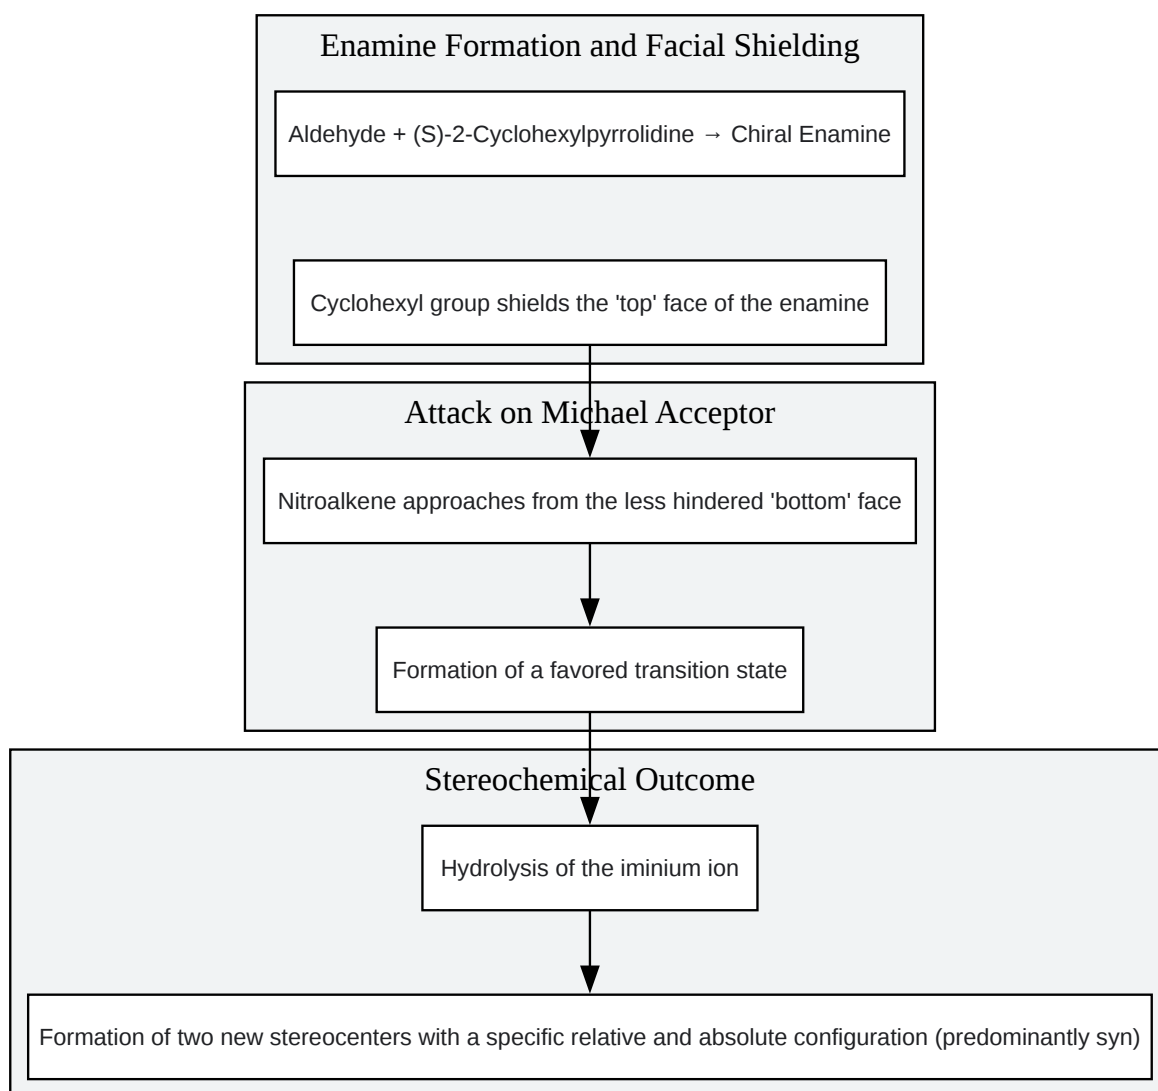 Enamine Formation and Facial Shielding
Aldehyde + (S)-2-Cyclohexylpyrrolidine → Chiral Enamine
Cyclohexyl group shields the 'top' face of the enamine
Attack on Michael Acceptor
Nitroalkene approaches from the less hindered 'bottom' face
Formation of a favored transition state
Stereochemical Outcome
Hydrolysis of the iminium ion
Formation of two new stereocenters with a specific relative and absolute configuration (predominantly syn)